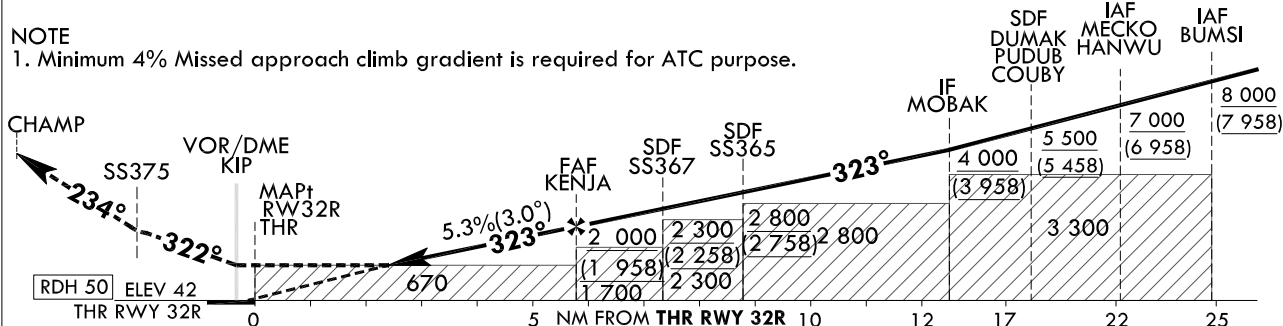 NOTE
1. Minimum 4% Missed approach climb gradient is required for ATC purpose.
CHAMP
SS375
VOR/DME
KIP
MAPt
RW32R
THR
FAF
KENJA
SDF
SS367
SDF
SS365
IF
MOBAK
SDF
DUMAK
PUDUB
COUBY
IAF
MECKO
HANWU
IAF
BUMSI
234°
322°
5.3%(3.0°)
323°
323°
8 000
(7 958)
7 000
(6 958)
5 500
(5 458)
4 000
(3 958)
2 800
(2 758)
2 800
2 300
(2 258)
2 300
2 000
(1 958)
1 700
3 300
670
RDH 50
ELEV 42
THR RWY 32R
0 5 NM FROM THR RWY 32R 10 12 17 22 25